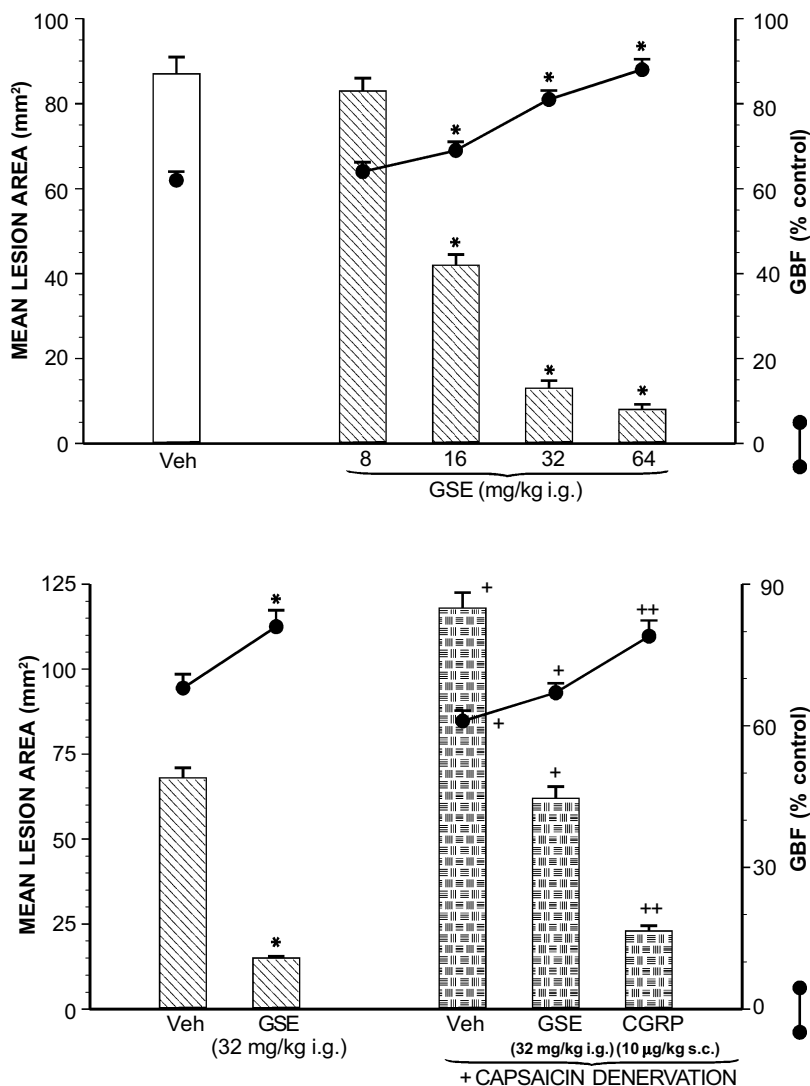 100
80
60
40
20
0
MEAN LESION AREA (mm²)
100
80
60
40
20
0
GBF (% control)
* * *
* * *
Veh 8 16 32 64
GSE (mg/kg i.g.)
125
100
75
50
25
0
MEAN LESION AREA (mm²)
90
60
30
0
GBF (% control)
* + ++
+ +
+
* ++
Veh GSE Veh GSE CGRP
(32 mg/kg i.g.) (32 mg/kg i.g.) (10 µg/kg s.c.)
+ CAPSAICIN DENERVATION